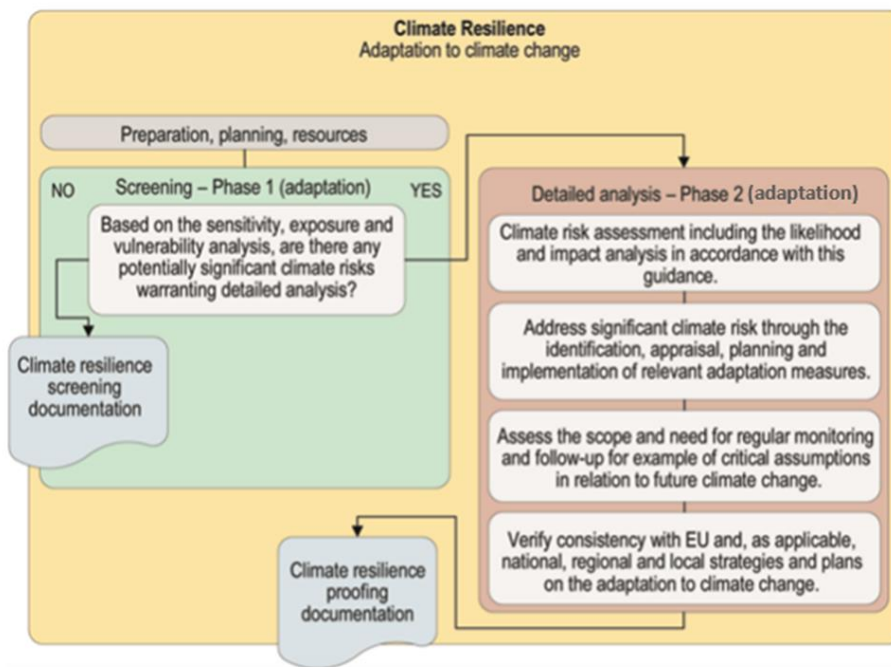 Climate Resilience
Adaptation to climate change
Preparation, planning, resources
NO
Screening – Phase 1 (adaptation)
YES
Based on the sensitivity, exposure and
vulnerability analysis, are there any
potentially significant climate risks
warranting detailed analysis?
Climate resilience
screening
documentation
Detailed analysis – Phase 2 (adaptation)
Climate risk assessment including the likelihood
and impact analysis in accordance with this
guidance.
Address significant climate risk through the
identification, appraisal, planning and
implementation of relevant adaptation measures.
Assess the scope and need for regular monitoring
and follow-up for example of critical assumptions
in relation to future climate change.
Verify consistency with EU and, as applicable,
national, regional and local strategies and plans
on the adaptation to climate change.
Climate resilience
proofing
documentation